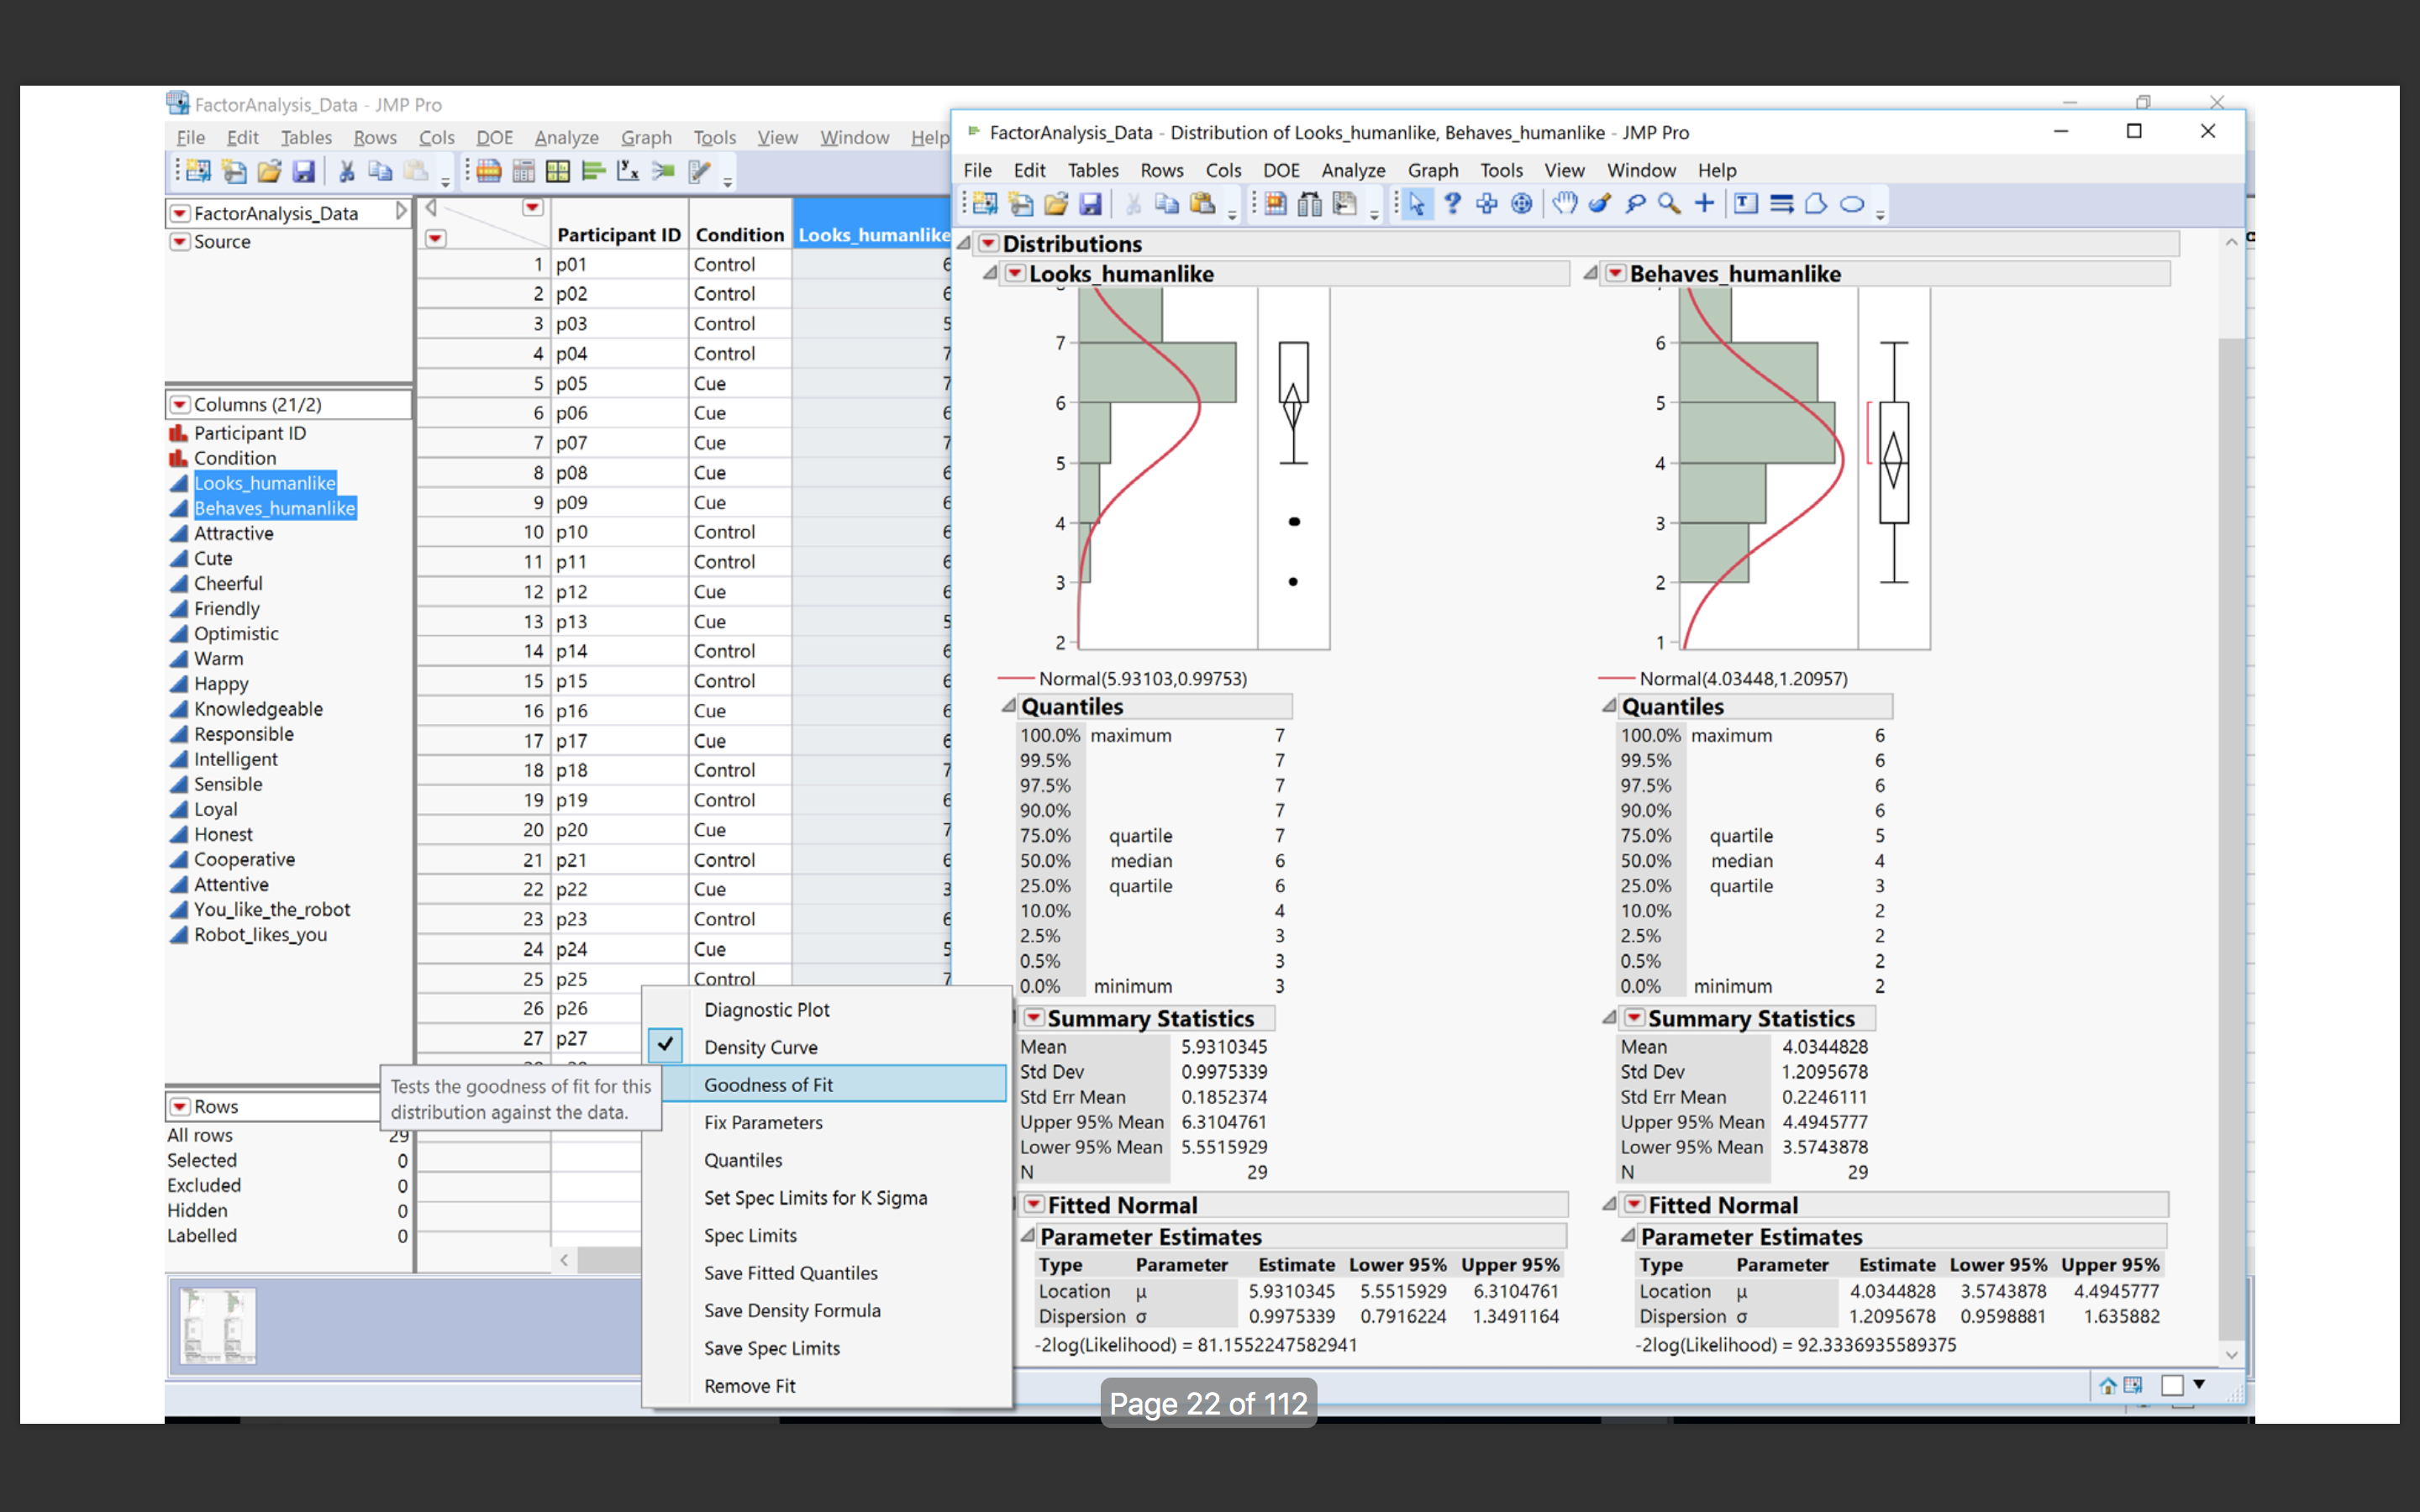 FactorAnalysis_Data - JMP Pro
File Edit Tables Rows Cols DOE Analyze Graph Tools View Window Help
FactorAnalysis_Data
Source
Columns (21/2)
Participant ID
Condition
Looks_humanlike
Behaves_humanlike
Attractive
Cute
Cheerful
Friendly
Optimistic
Warm
Happy
Knowledgeable
Responsible
Intelligent
Sensible
Loyal
Honest
Cooperative
Attentive
You_like_the_robot
Robot_likes_you
Rows
All rows 29
Selected 0
Excluded 0
Hidden 0
Labelled 0
Participant ID Condition Looks_humanlike
1 p01 Control 6
2 p02 Control 6
3 p03 Control 5
4 p04 Control 7
5 p05 Cue 7
6 p06 Cue 6
7 p07 Cue 7
8 p08 Cue 6
9 p09 Cue 6
10 p10 Control 6
11 p11 Control 6
12 p12 Cue 6
13 p13 Cue 5
14 p14 Control 6
15 p15 Control 6
16 p16 Cue 6
17 p17 Cue 6
18 p18 Control 7
19 p19 Control 6
20 p20 Cue 7
21 p21 Control 6
22 p22 Cue 3
23 p23 Control 6
24 p24 Cue 5
25 p25 Control 7
26 p26
27 p27
Tests the goodness of fit for this
distribution against the data.
Diagnostic Plot
Density Curve
Goodness of Fit
Fix Parameters
Quantiles
Set Spec Limits for K Sigma
Spec Limits
Save Fitted Quantiles
Save Density Formula
Save Spec Limits
Remove Fit
FactorAnalysis_Data - Distribution of Looks_humanlike, Behaves_humanlike - JMP Pro
File Edit Tables Rows Cols DOE Analyze Graph Tools View Window Help
Distributions
Looks_humanlike
7
6
5
4
3
2
Normal(5.93103,0.99753)
Quantiles
100.0% maximum 7
99.5% 7
97.5% 7
90.0% 7
75.0% quartile 7
50.0% median 6
25.0% quartile 6
10.0% 4
2.5% 3
0.5% 3
0.0% minimum 3
Summary Statistics
Mean 5.9310345
Std Dev 0.9975339
Std Err Mean 0.1852374
Upper 95% Mean 6.3104761
Lower 95% Mean 5.5515929
N 29
Fitted Normal
Parameter Estimates
Type Parameter Estimate Lower 95% Upper 95%
Location μ 5.9310345 5.5515929 6.3104761
Dispersion σ 0.9975339 0.7916224 1.3491164
-2log(Likelihood) = 81.1552247582941
Behaves_humanlike
6
5
4
3
2
1
Normal(4.03448,1.20957)
Quantiles
100.0% maximum 6
99.5% 6
97.5% 6
90.0% 6
75.0% quartile 5
50.0% median 4
25.0% quartile 3
10.0% 2
2.5% 2
0.5% 2
0.0% minimum 2
Summary Statistics
Mean 4.0344828
Std Dev 1.2095678
Std Err Mean 0.2246111
Upper 95% Mean 4.4945777
Lower 95% Mean 3.5743878
N 29
Fitted Normal
Parameter Estimates
Type Parameter Estimate Lower 95% Upper 95%
Location μ 4.0344828 3.5743878 4.4945777
Dispersion σ 1.2095678 0.9598881 1.635882
-2log(Likelihood) = 92.3336935589375
Page 22 of 112